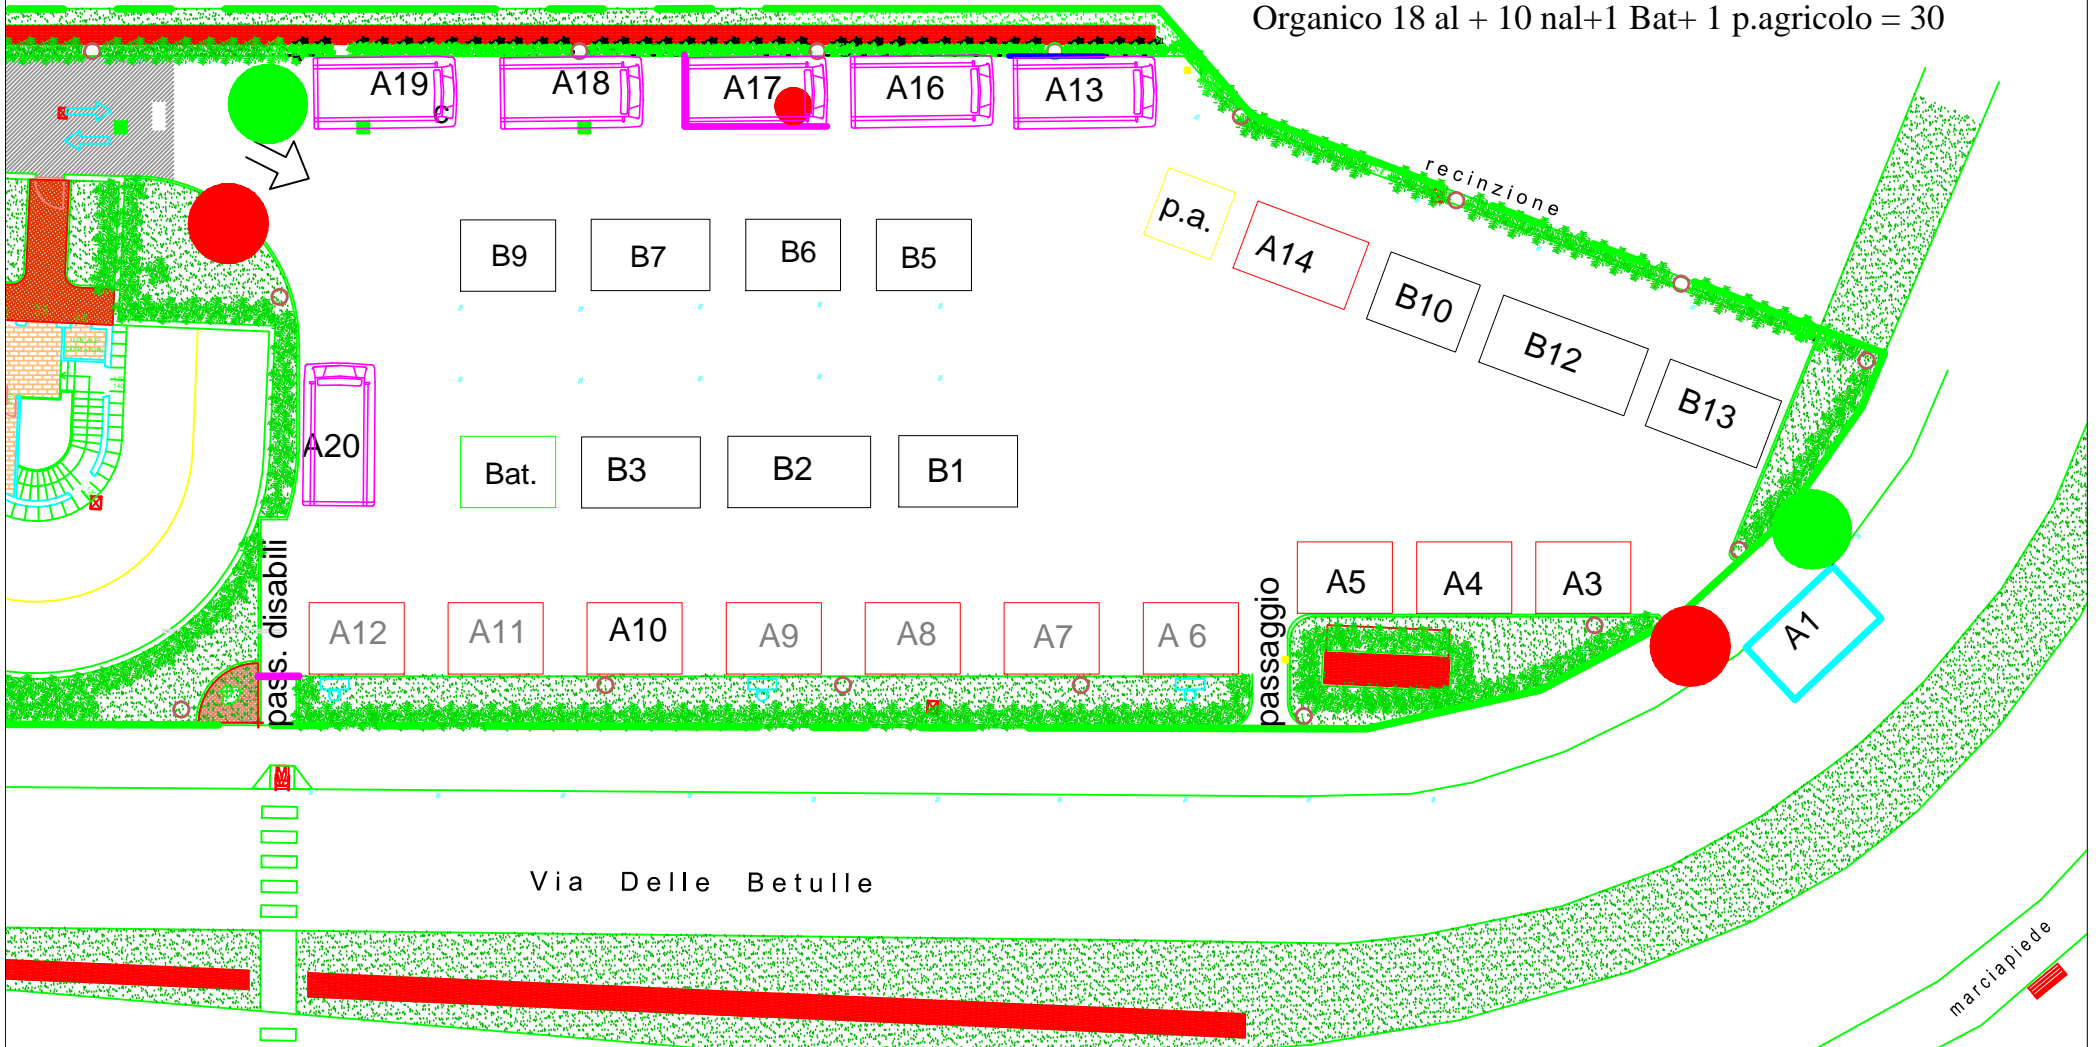 Organico 18 al + 10 nal+1 Bat+ 1 p.agricolo = 30
A19
c
A18
A17
A16
A13
recinzione
p.a.
A14
B10
B12
B13
B9
B7
B6
B5
A20
Bat.
B3
B2
B1
pass. disabili
A12
A11
A10
A9
A8
A7
A 6
passaggio
A5
A4
A3
A1
Via Delle Betulle
marciapiede